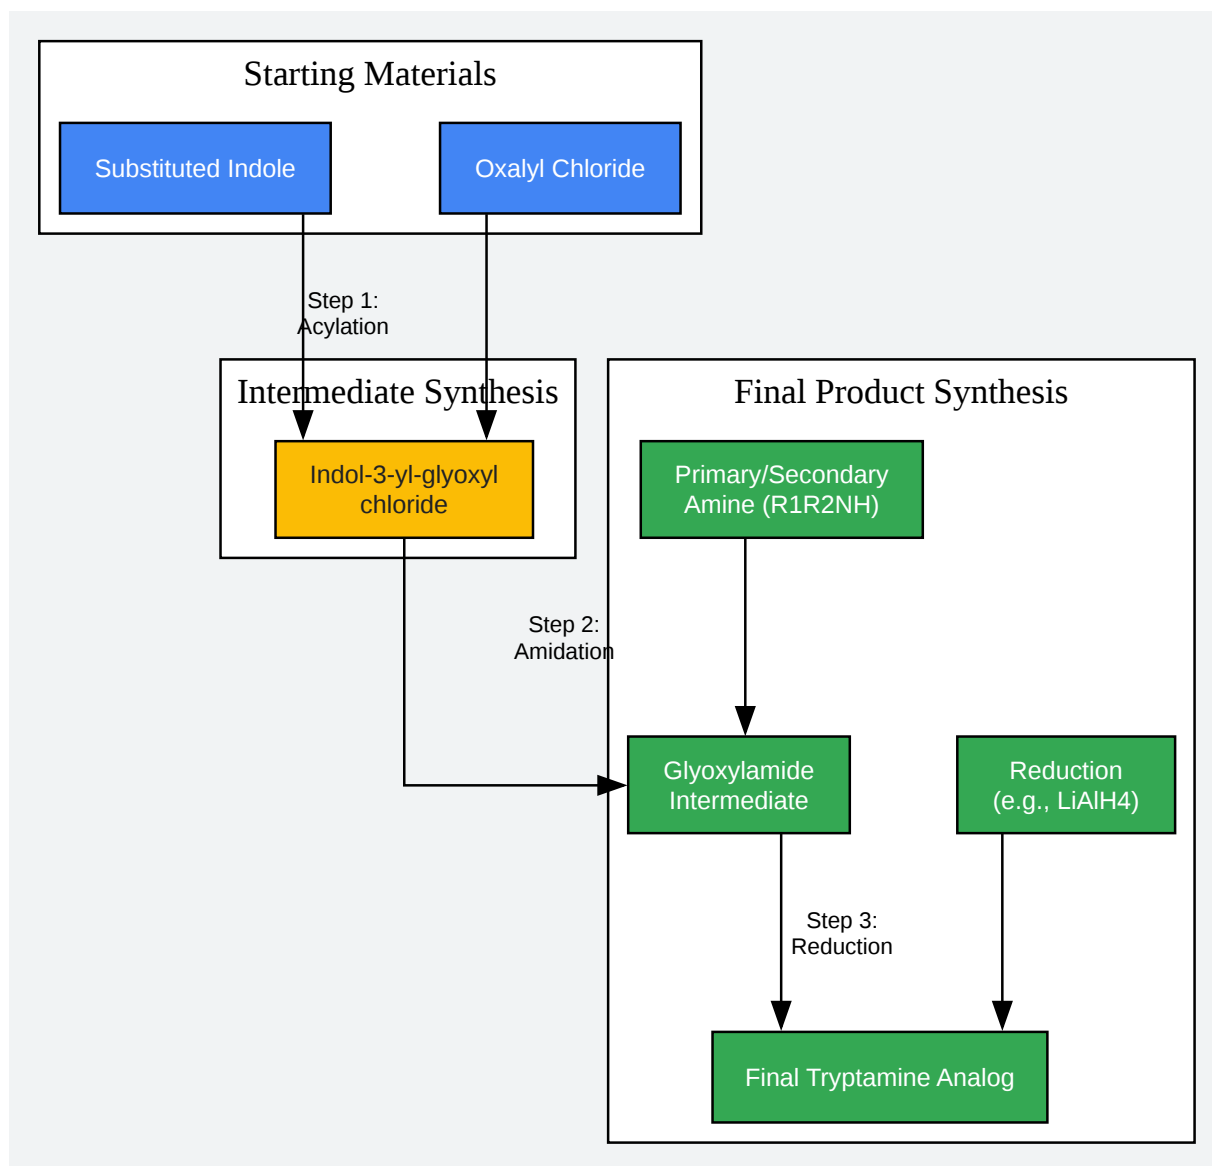 Starting Materials
Substituted Indole
Oxalyl Chloride
Step 1:
Acylation
Intermediate Synthesis
Indol-3-yl-glyoxyl
chloride
Final Product Synthesis
Primary/Secondary
Amine (R1R2NH)
Step 2:
Amidation
Glyoxylamide
Intermediate
Reduction
(e.g., LiAlH4)
Step 3:
Reduction
Final Tryptamine Analog